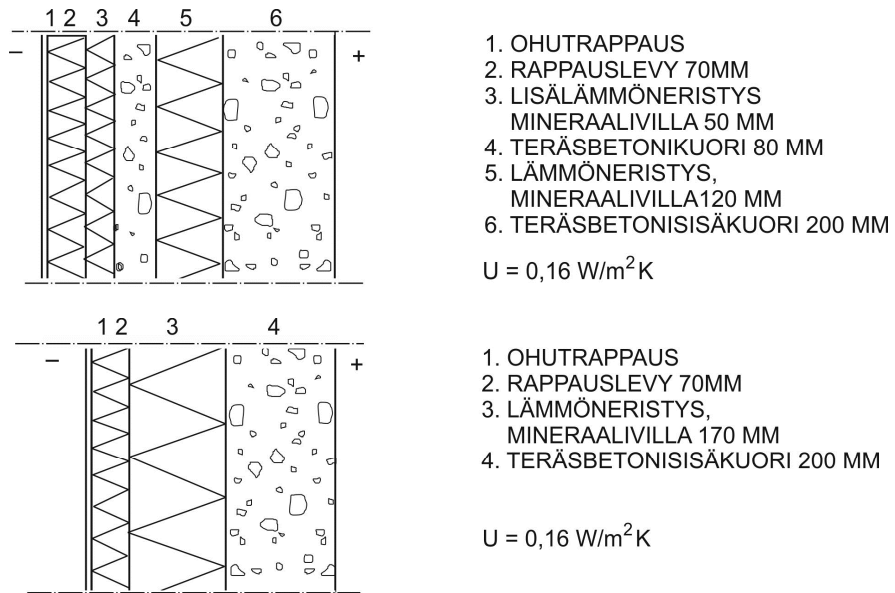 1 2 3 4 5 6
– +
1. OHUTRAPPAUS
2. RAPPAUSLEVY 70MM
3. LISÄLÄMMÖNERISTYS
MINERAALIVILLA 50 MM
4. TERÄSBETONIKUORI 80 MM
5. LÄMMÖNERISTYS,
MINERAALIVILLA120 MM
6. TERÄSBETONISISÄKUORI 200 MM
U = 0,16 W/m²K
1 2 3 4
– +
1. OHUTRAPPAUS
2. RAPPAUSLEVY 70MM
3. LÄMMÖNERISTYS,
MINERAALIVILLA 170 MM
4. TERÄSBETONISISÄKUORI 200 MM
U = 0,16 W/m²K